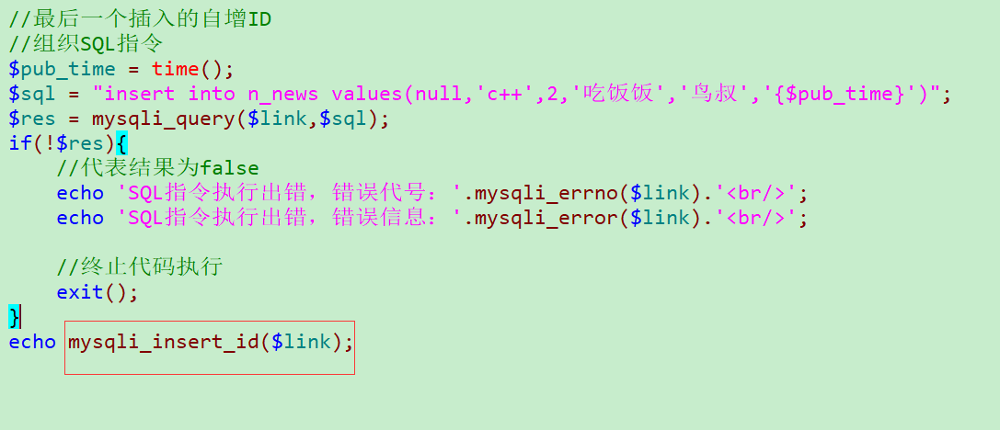 //最后一个插入的自增ID
//组织SQL指令
$pub_time = time();
$sql = "insert into n_news values(null,'c++',2,'吃饭饭','鸟叔','{$pub_time}')";
$res = mysqli_query($link,$sql);
if(!$res){
    //代表结果为false
    echo 'SQL指令执行出错，错误代号：'.mysqli_errno($link).'<br/>';
    echo 'SQL指令执行出错，错误信息：'.mysqli_error($link).'<br/>';
    //终止代码执行
    exit();
}
echo mysqli_insert_id($link);